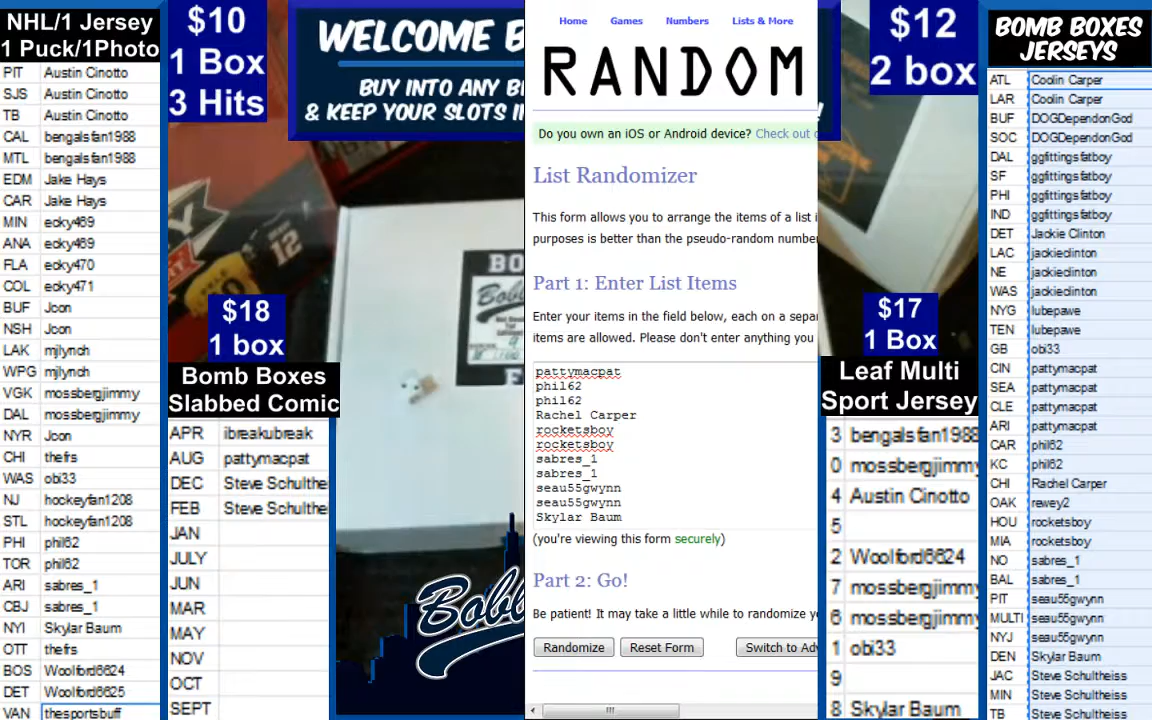 NHL/1 Jersey
1 Puck/1Photo
PIT Austin Cinotto
SJS Austin Cinotto
TB Austin Cinotto
CAL bengalsfan1988
MTL bengalsfan1988
EDM Jake Hays
CAR Jake Hays
MIN ecky469
ANA ecky469
FLA ecky470
COL ecky471
BUF Jcon
NSH Jcon
LAK mjlynch
WPG mjlynch
VGK mossbergjimmy
DAL mossbergjimmy
NYR Jcon
CHI thefrs
WAS obi33
NJ hockeyfan1208
STL hockeyfan1208
PHI phil62
TOR phil62
ARI sabres_1
CBJ sabres_1
NYI Skylar Baum
OTT thefrs
BOS Woolford6624
DET Woolford6625
VAN thesportsbuff
$10
1 Box
3 Hits
$18
1 box
Bomb Boxes
Slabbed Comic
APR ibreakubreak
AUG pattymacpat
DEC Steve Schulthe
FEB Steve Schulthe
JAN
JULY
JUN
MAR
MAY
NOV
OCT
SEPT
WELCOME B
BUY INTO ANY B
& KEEP YOUR SLOTS I
BO
Bobb
Home Games Numbers Lists & More
RANDOM
Do you own an iOS or Android device? Check out
List Randomizer
This form allows you to arrange the items of a list i
purposes is better than the pseudo-random number
Part 1: Enter List Items
Enter your items in the field below, each on a sepa
items are allowed. Please don't enter anything you
pattymacpat
phil62
phil62
Rachel Carper
rocketsboy
rocketsboy
sabres_1
sabres_1
seau55gwynn
seau55gwynn
Skylar Baum
(you're viewing this form securely)
Part 2: Go!
Be patient! It may take a little while to randomize yo
Randomize Reset Form Switch to Adv
!
$12
2 box
$17
1 Box
Leaf Multi
Sport Jersey
3 bengalsfan1988
0 mossbergjimmy
4 Austin Cinotto
5
2 Woolford6624
7 mossbergjimmy
6 mossbergjimmy
1 obi33
9
8 Skylar Baum
BOMB BOXES
JERSEYS
ATL Coolin Carper
LAR Coolin Carper
BUF DOGDependonGod
SOC DOGDependonGod
DAL ggfittingsfatboy
SF ggfittingsfatboy
PHI ggfittingsfatboy
IND ggfittingsfatboy
DET Jackie Clinton
LAC jackieclinton
NE jackieclinton
WAS jackieclinton
NYG lubepawe
TEN lubepawe
GB obi33
CIN pattymacpat
SEA pattymacpat
CLE pattymacpat
ARI pattymacpat
CAR phil62
KC phil62
CHI Rachel Carper
OAK rewey2
HOU rocketsboy
MIA rocketsboy
NO sabres_1
BAL sabres_1
PIT seau55gwynn
MULTI seau55gwynn
NYJ seau55gwynn
DEN Skylar Baum
JAC Steve Schultheiss
MIN Steve Schultheiss
TB Steve Schultheiss